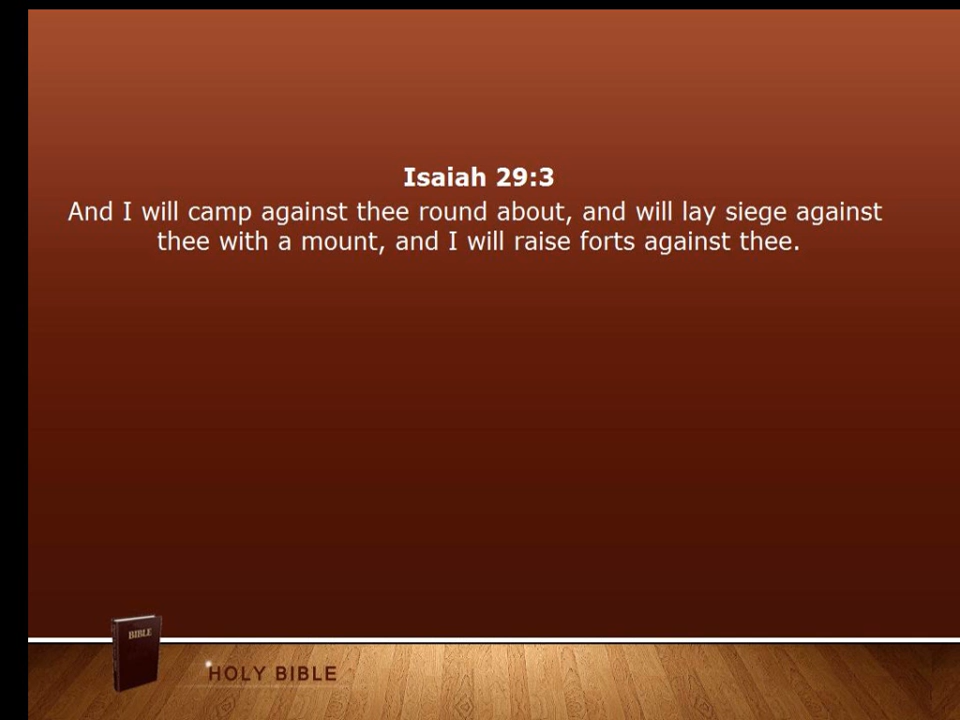 Isaiah 29:3
And I will camp against thee round about, and will lay siege against
thee with a mount, and I will raise forts against thee.
BIBLE
HOLY BIBLE